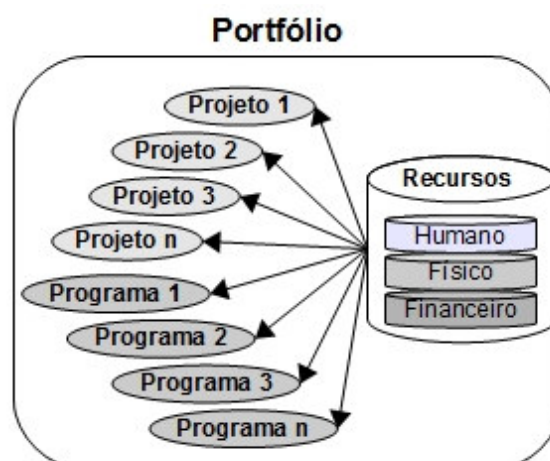 Portfólio
Projeto 1
Projeto 2
Projeto 3
Projeto n
Programa 1
Programa 2
Programa 3
Programa n
Recursos
Humano
Físico
Financeiro